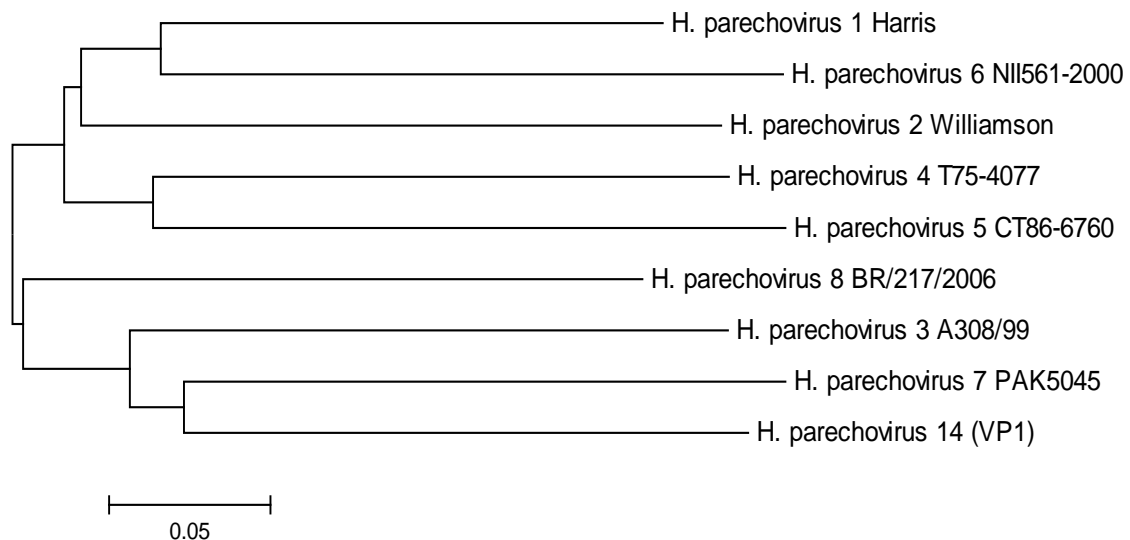 H. parechovirus 1 Harris
H. parechovirus 6 NII561-2000
H. parechovirus 2 Williamson
H. parechovirus 4 T75-4077
H. parechovirus 5 CT86-6760
H. parechovirus 8 BR/217/2006
H. parechovirus 3 A308/99
H. parechovirus 7 PAK5045
H. parechovirus 14 (VP1)
0.05